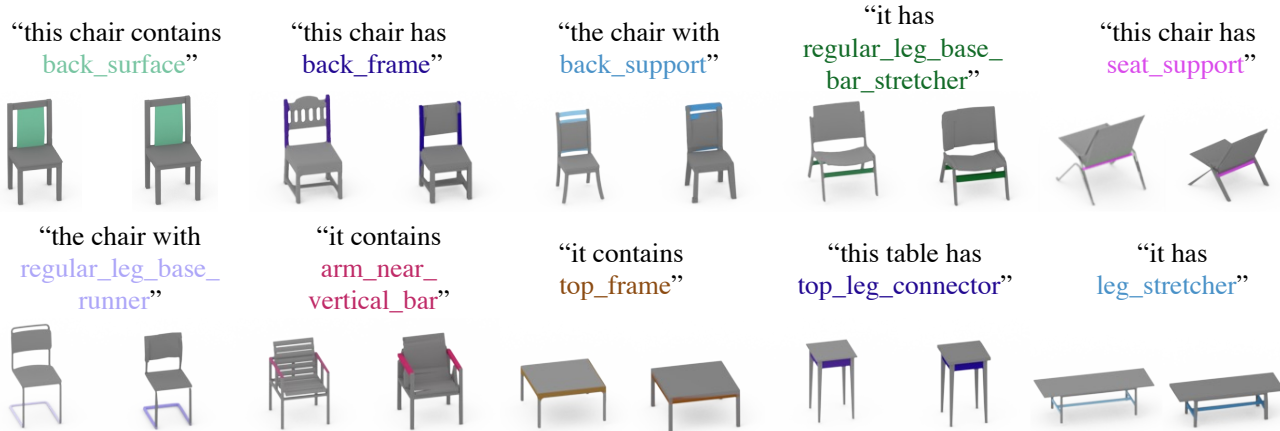 “this chair contains
back_surface”
“this chair has
back_frame”
“the chair with
back_support”
“it has
regular_leg_base_
bar_stretcher”
“this chair has
seat_support”
“the chair with
regular_leg_base_
runner”
“it contains
arm_near_
vertical_bar”
“it contains
top_frame”
“this table has
top_leg_connector”
“it has
leg_stretcher”